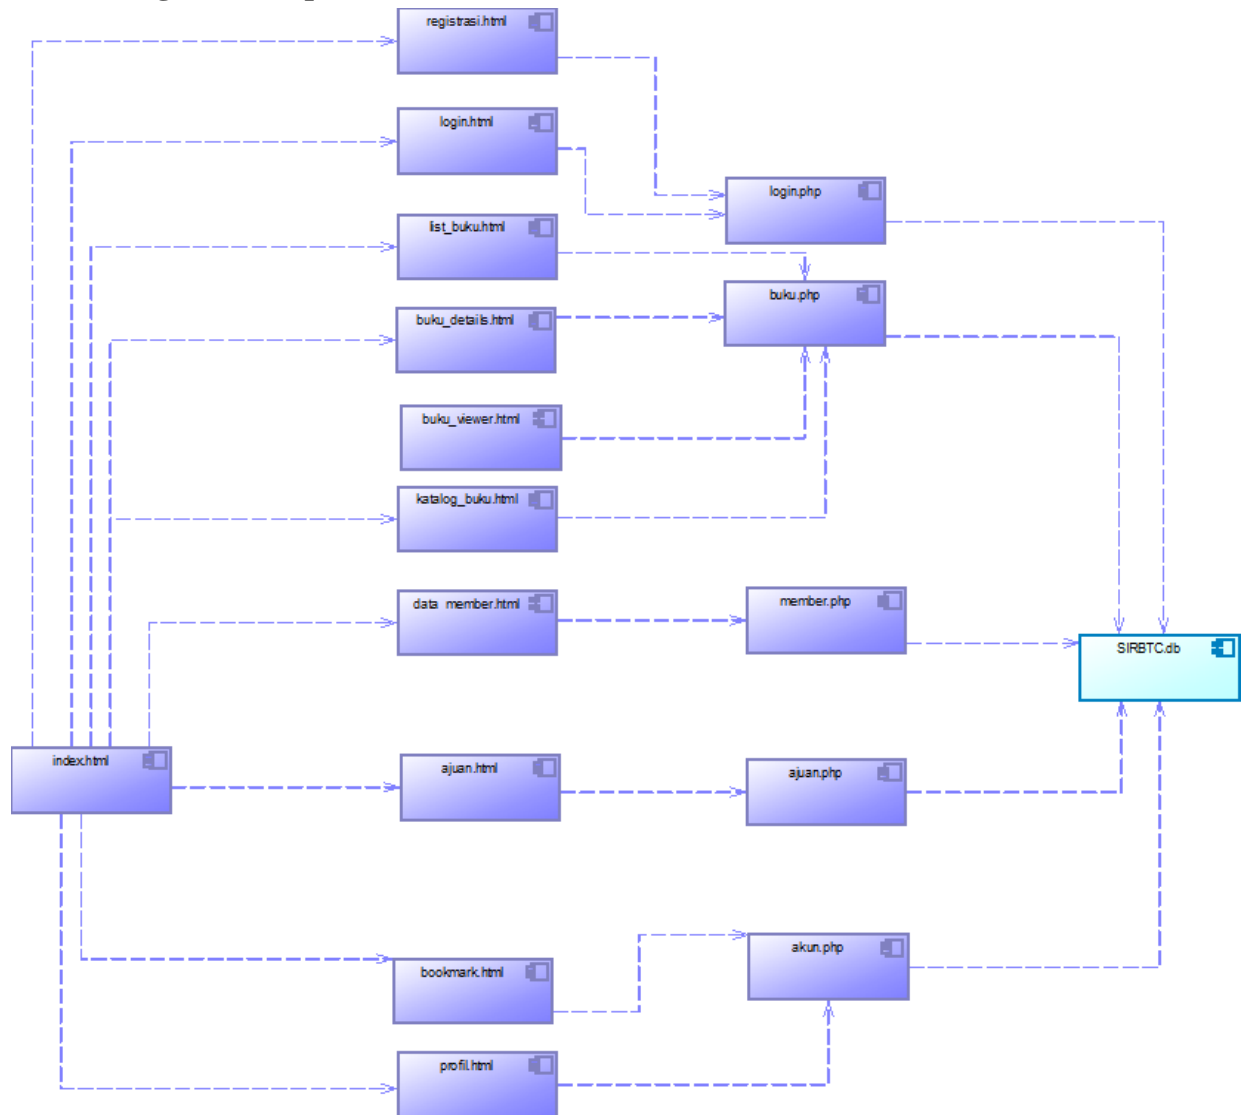 registrasi.html
login.html
login.php
list_buku.html
buku.php
buku_details.html
buku_viewer.html
katalog_buku.html
data_member.html
member.php
SIRBTC.db
index.html
ajuan.html
ajuan.php
akun.php
bookmark.html
profil.html